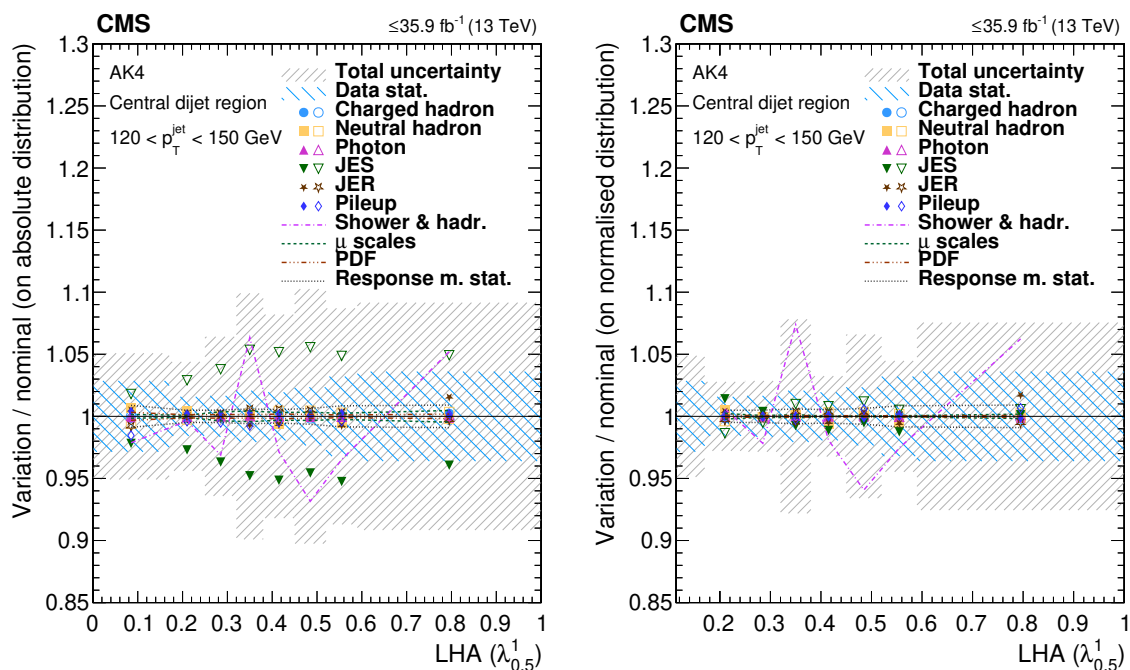 CMS ≤35.9 fb⁻¹ (13 TeV)
Variation / nominal (on absolute distribution)
1.3
1.25
1.2
1.15
1.1
1.05
1
0.95
0.9
0.85
AK4
Central dijet region
120 < p_T^jet < 150 GeV
Total uncertainty
Data stat.
Charged hadron
Neutral hadron
Photon
JES
JER
Pileup
Shower & hadr.
μ scales
PDF
Response m. stat.
0 0.1 0.2 0.3 0.4 0.5 0.6 0.7 0.8 0.9 1
LHA (λ^1_0.5)
CMS ≤35.9 fb⁻¹ (13 TeV)
Variation / nominal (on normalised distribution)
1.3
1.25
1.2
1.15
1.1
1.05
1
0.95
0.9
0.85
AK4
Central dijet region
120 < p_T^jet < 150 GeV
Total uncertainty
Data stat.
Charged hadron
Neutral hadron
Photon
JES
JER
Pileup
Shower & hadr.
μ scales
PDF
Response m. stat.
0.2 0.3 0.4 0.5 0.6 0.7 0.8 0.9 1
LHA (λ^1_0.5)